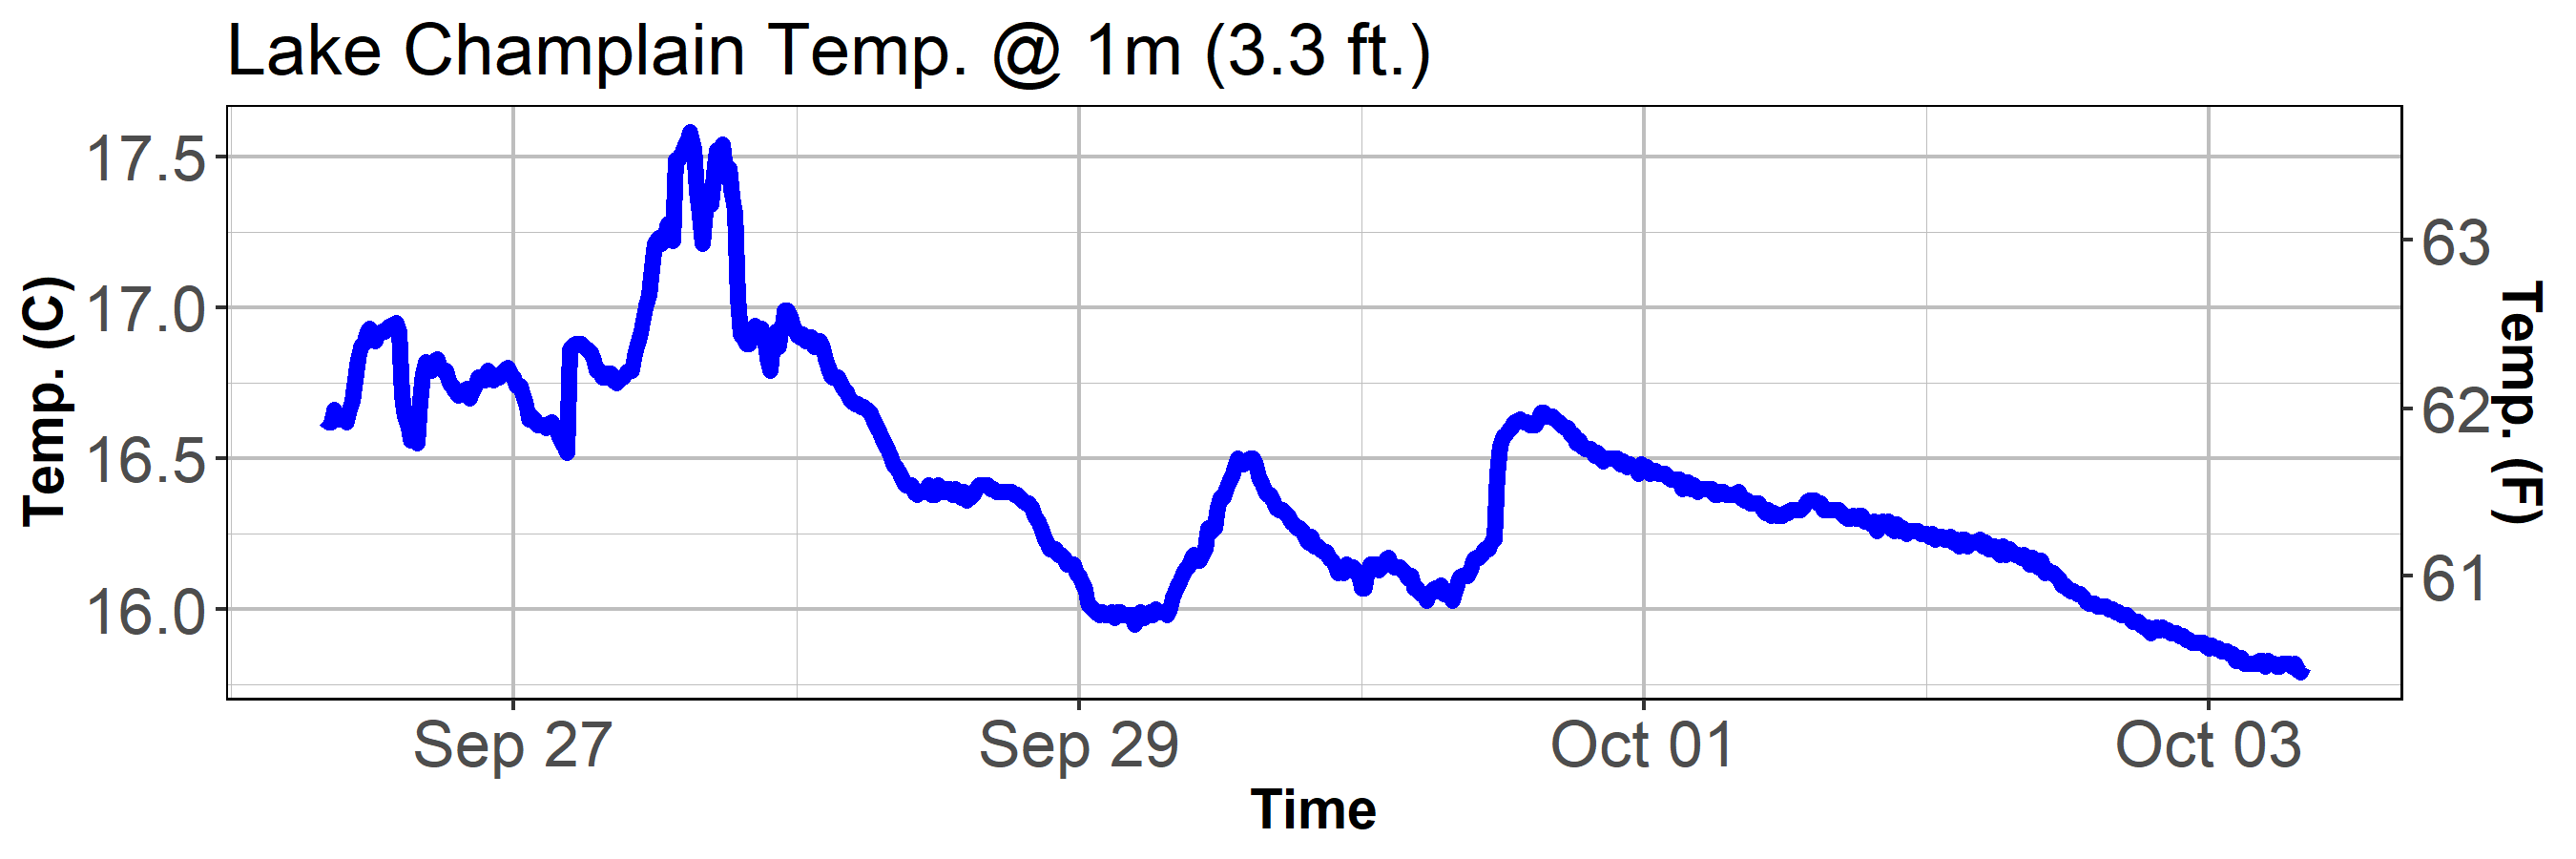 Lake Champlain Temp. @ 1m (3.3 ft.)
17.5
17.0
16.5
16.0
Temp. (C)
63
62
61
Temp. (F)
Sep 27
Sep 29
Oct 01
Oct 03
Time